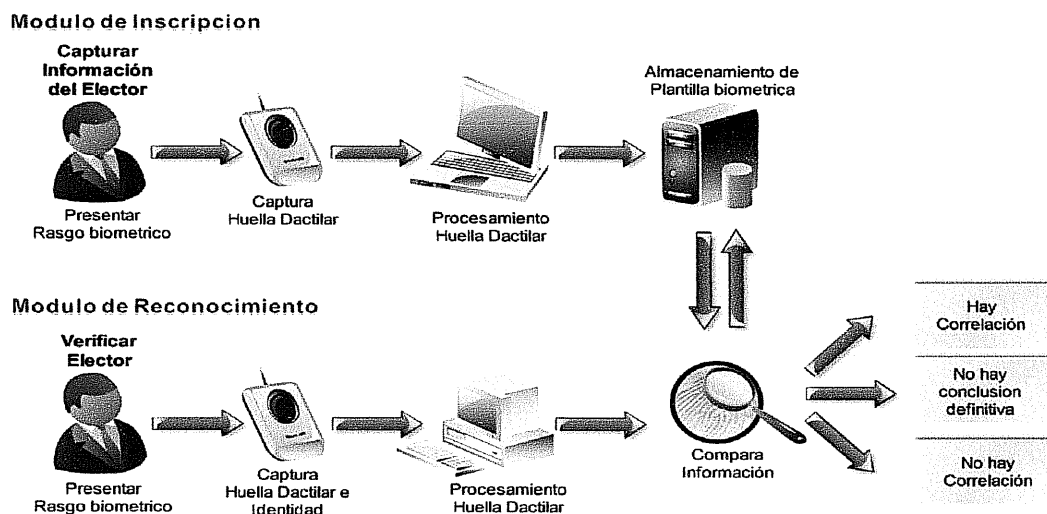 Modulo de Inscripcion
Capturar
Información
del Elector
Presentar
Rasgo biometrico
Captura
Huella Dactilar
Procesamiento
Huella Dactilar
Almacenamiento de
Plantilla biometrica
Modulo de Reconocimiento
Verificar
Elector
Presentar
Rasgo biometrico
Captura
Huella Dactilar e
Identidad
Procesamiento
Huella Dactilar
Compara
Información
Hay
Correlación
No hay
conclusion
definitiva
No hay
Correlación